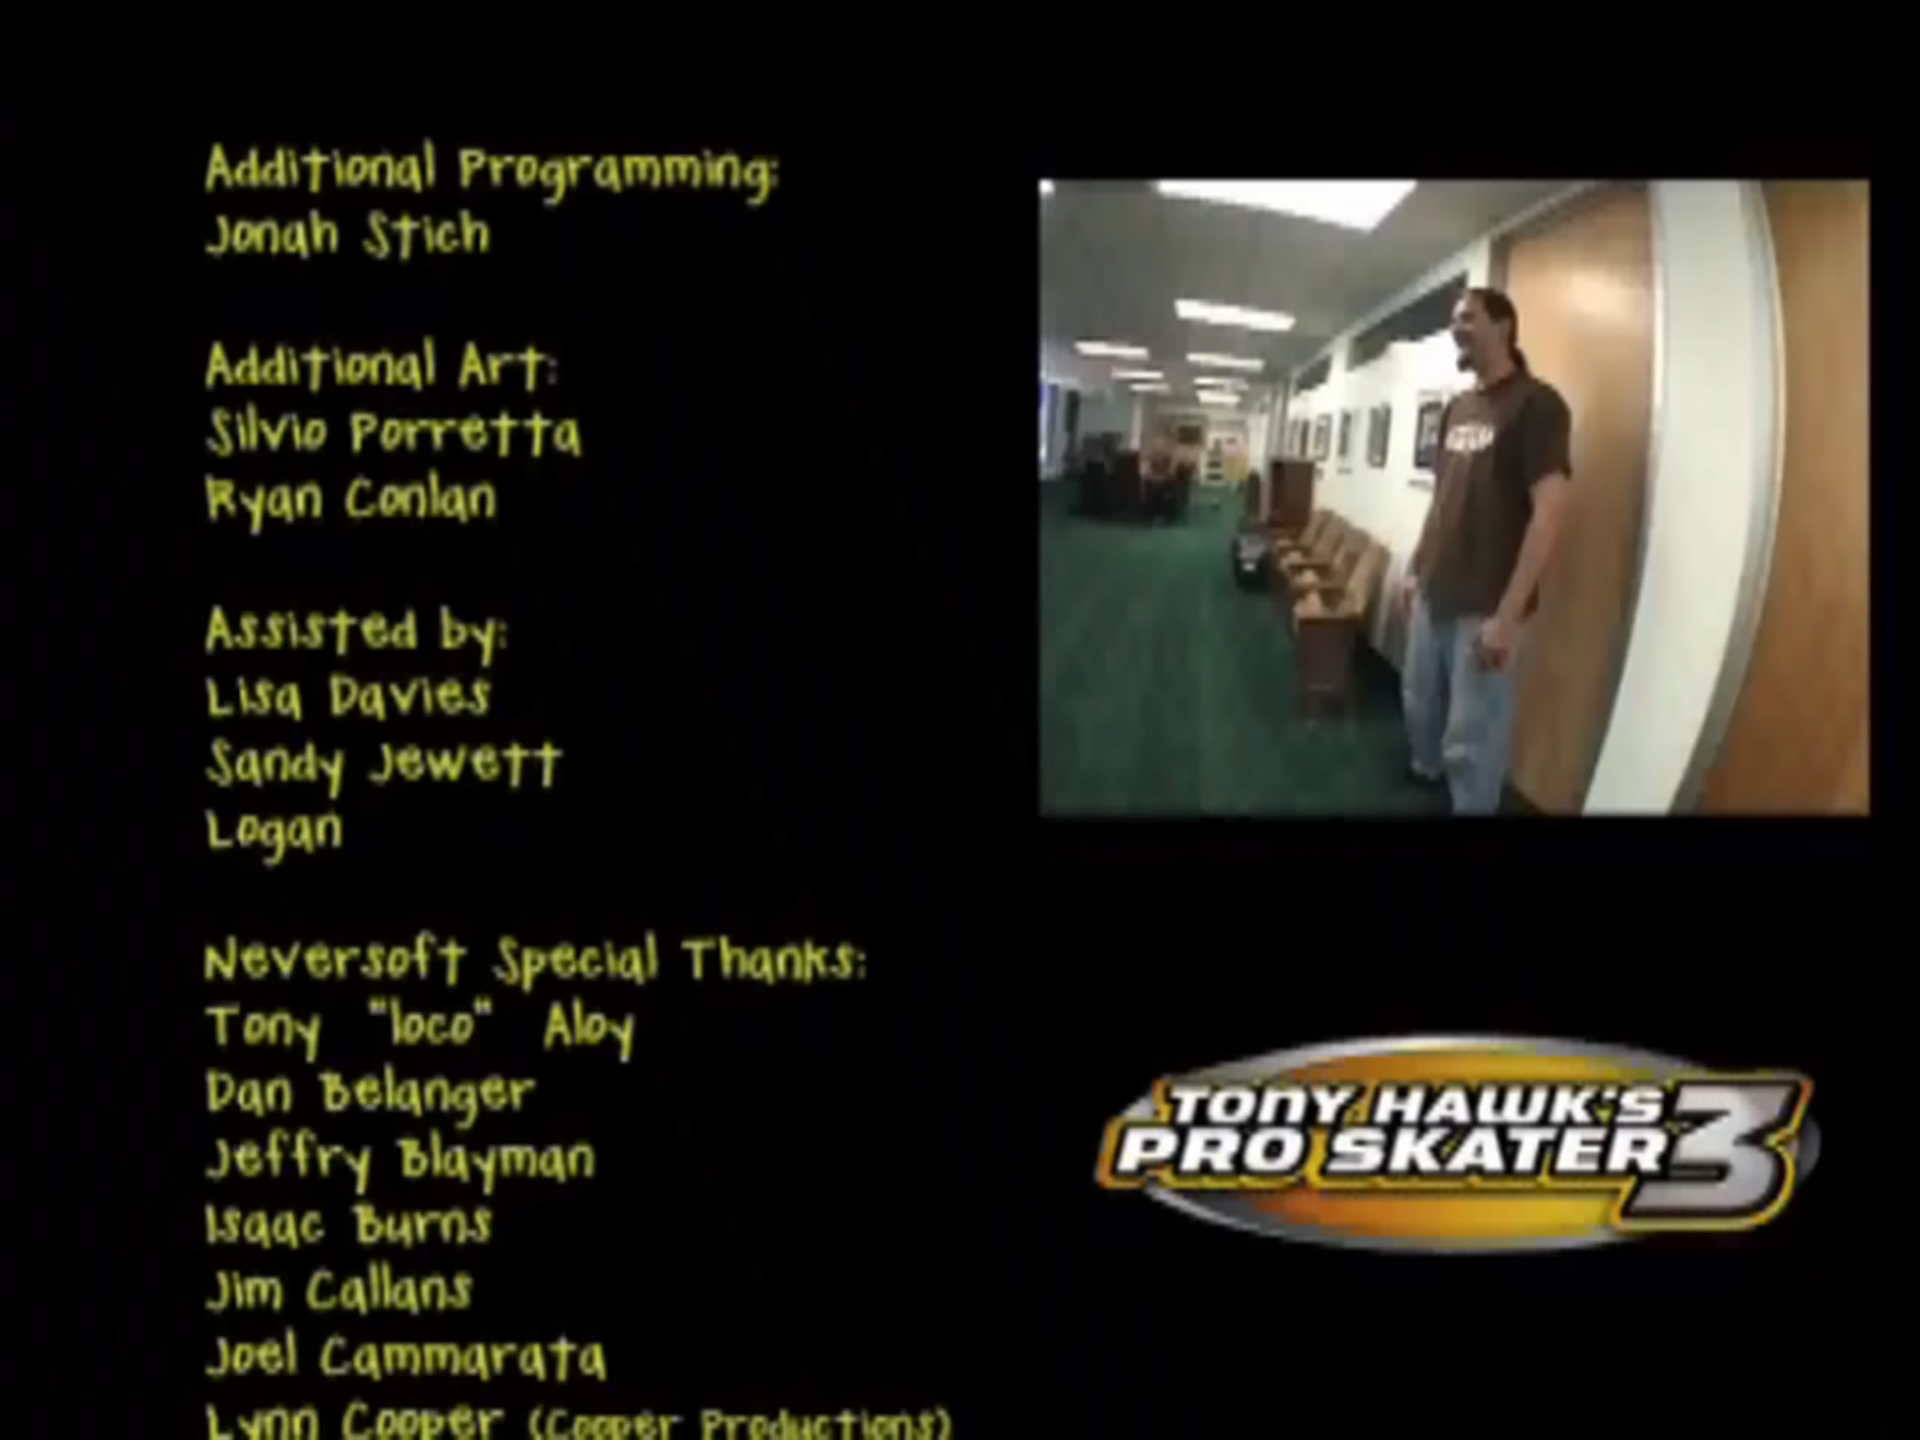 Additional Programming:
Jonah Stich
Additional Art:
Silvio Porretta
Ryan Conlan
Assisted by:
Lisa Davies
Sandy Jewett
Logan
Neversoft Special Thanks:
Tony "loco" Aloy
Dan Belanger
Jeffry Blayman
Isaac Burns
Jim Callans
Joel Cammarata
Lynn Cooper (Cooper Productions)
TONY HAWK'S
PRO SKATER 3